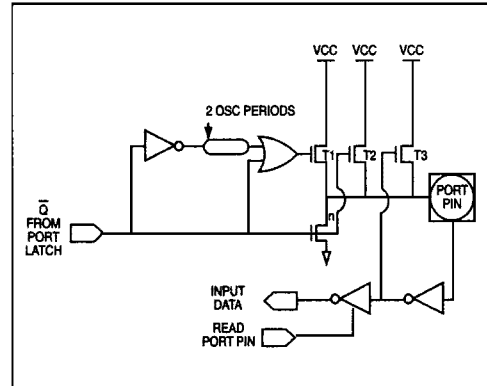 VCC VCC VCC
2 OSC PERIODS
T1 T2 T3
PORT
PIN
Q
FROM
PORT
LATCH
n
INPUT
DATA
READ
PORT PIN